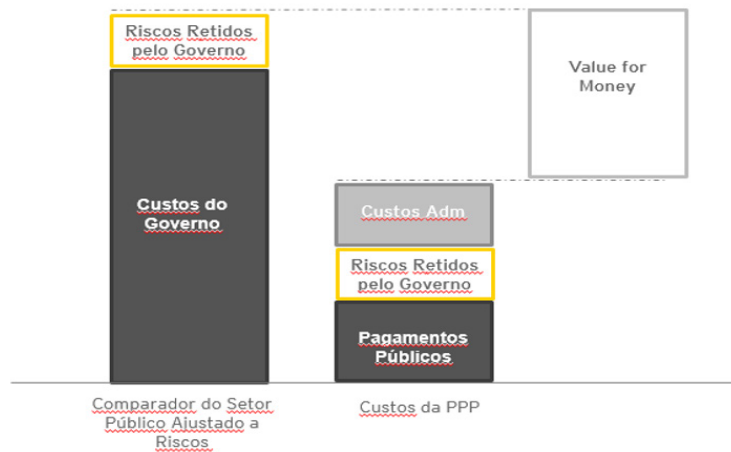 Riscos Retidos
pelo Governo
Value for
Money
Custos do
Governo
Custos Adm
Riscos Retidos
pelo Governo
Pagamentos
Públicos
Comparador do Setor
Público Ajustado a
Riscos
Custos da PPP